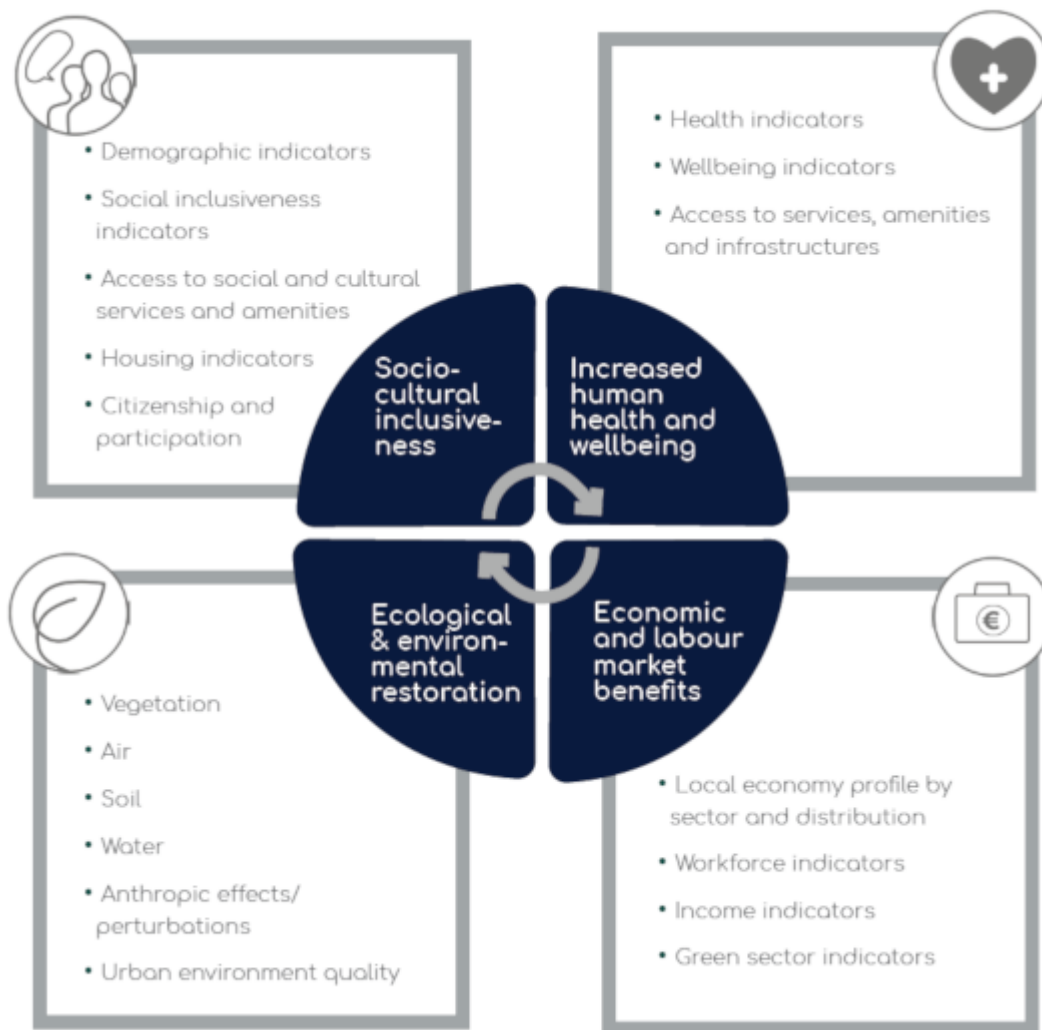 • Demographic indicators
• Social inclusiveness
indicators
• Access to social and cultural
services and amenities
• Housing indicators
• Citizenship and
participation
• Health indicators
• Wellbeing indicators
• Access to services, amenities
and infrastructures
Socio-
cultural
inclusive-
ness
Increased
human
health and
wellbeing
Ecological
& environ-
mental
restoration
Economic
and labour
market
benefits
• Vegetation
• Air
• Soil
• Water
• Anthropic effects/
perturbations
• Urban environment quality
€
• Local economy profile by
sector and distribution
• Workforce indicators
• Income indicators
• Green sector indicators